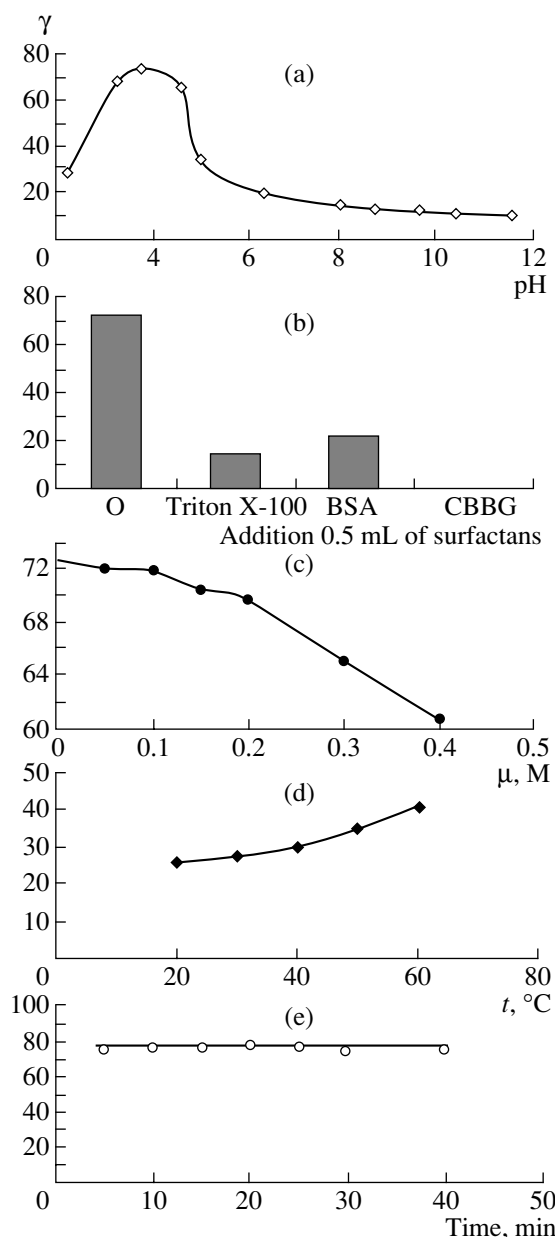 γ
80
(a)
60
40
20
0 4 6 8 10 12
pH
80
(b)
60
40
20
0
O Triton X-100 BSA CBBG
Addition 0.5 mL of surfactans
72
(c)
68
64
60
0 0.1 0.2 0.3 0.4 0.5
μ, M
50
(d)
40
30
20
10
0 20 40 60 80
t, °C
100
(e)
80
60
40
80
0 10 20 30 40 50
Time, min